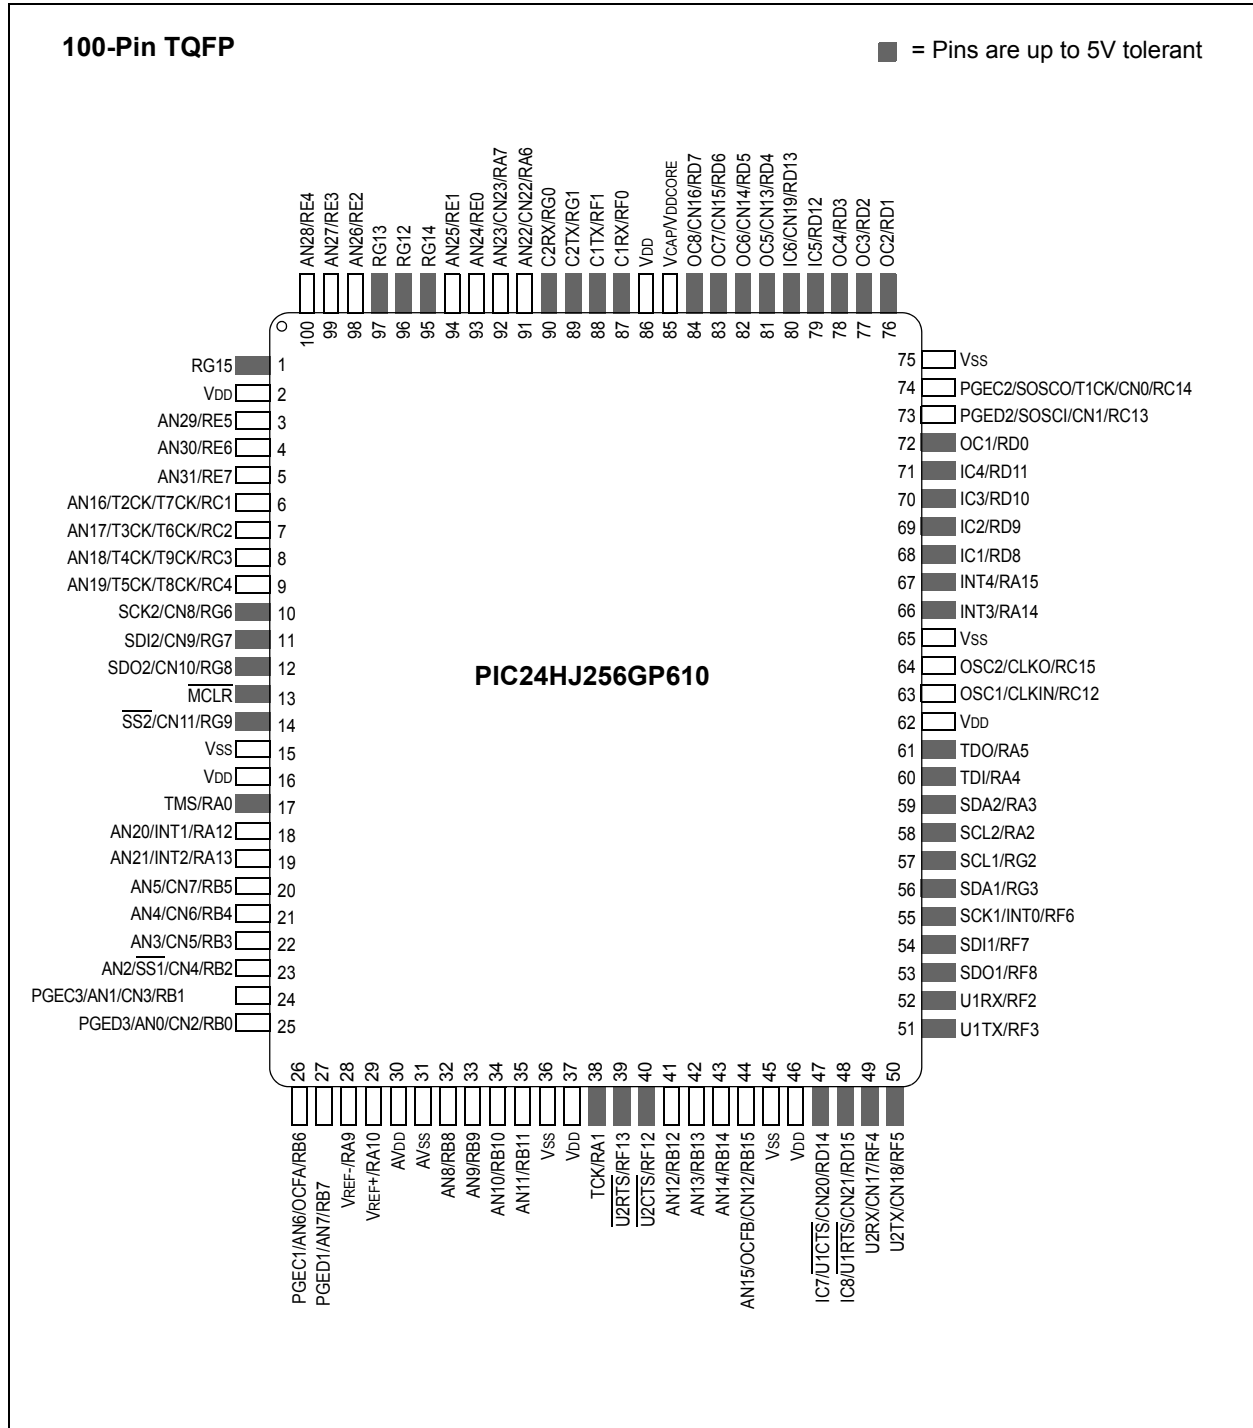 100-Pin TQFP
= Pins are up to 5V tolerant
AN28/RE4
AN27/RE3
AN26/RE2
RG13
RG12
RG14
AN25/RE1
AN24/RE0
AN23/CN23/RA7
AN22/CN22/RA6
C2RX/RG0
C2TX/RG1
C1TX/RF1
C1RX/RF0
VDD
VCAP/VDDCORE
OC8/CN16/RD7
OC7/CN15/RD6
OC6/CN14/RD5
OC5/CN13/RD4
IC6/CN19/RD13
IC5/RD12
OC4/RD3
OC3/RD2
OC2/RD1
100
99
98
97
96
95
94
93
92
91
90
89
88
87
86
85
84
83
82
81
80
79
78
77
76
RG15 1
VDD 2
AN29/RE5 3
AN30/RE6 4
AN31/RE7 5
AN16/T2CK/T7CK/RC1 6
AN17/T3CK/T6CK/RC2 7
AN18/T4CK/T9CK/RC3 8
AN19/T5CK/T8CK/RC4 9
SCK2/CN8/RG6 10
SDI2/CN9/RG7 11
SDO2/CN10/RG8 12
MCLR 13
SS2/CN11/RG9 14
VSS 15
VDD 16
TMS/RA0 17
AN20/INT1/RA12 18
AN21/INT2/RA13 19
AN5/CN7/RB5 20
AN4/CN6/RB4 21
AN3/CN5/RB3 22
AN2/SS1/CN4/RB2 23
PGEC3/AN1/CN3/RB1 24
PGED3/AN0/CN2/RB0 25
PIC24HJ256GP610
75 VSS
74 PGEC2/SOSCO/T1CK/CN0/RC14
73 PGED2/SOSCI/CN1/RC13
72 OC1/RD0
71 IC4/RD11
70 IC3/RD10
69 IC2/RD9
68 IC1/RD8
67 INT4/RA15
66 INT3/RA14
65 VSS
64 OSC2/CLKO/RC15
63 OSC1/CLKIN/RC12
62 VDD
61 TDO/RA5
60 TDI/RA4
59 SDA2/RA3
58 SCL2/RA2
57 SCL1/RG2
56 SDA1/RG3
55 SCK1/INT0/RF6
54 SDI1/RF7
53 SDO1/RF8
52 U1RX/RF2
51 U1TX/RF3
26
27
28
29
30
31
32
33
34
35
36
37
38
39
40
41
42
43
44
45
46
47
48
49
50
PGEC1/AN6/OCFA/RB6
PGED1/AN7/RB7
VREF-/RA9
VREF+/RA10
AVDD
AVSS
AN8/RB8
AN9/RB9
AN10/RB10
AN11/RB11
VSS
VDD
TCK/RA1
U2RTS/RF13
U2CTS/RF12
AN12/RB12
AN13/RB13
AN14/RB14
AN15/OCFB/CN12/RB15
VSS
VDD
IC7/U1CTS/CN20/RD14
IC8/U1RTS/CN21/RD15
U2RX/CN17/RF4
U2TX/CN18/RF5